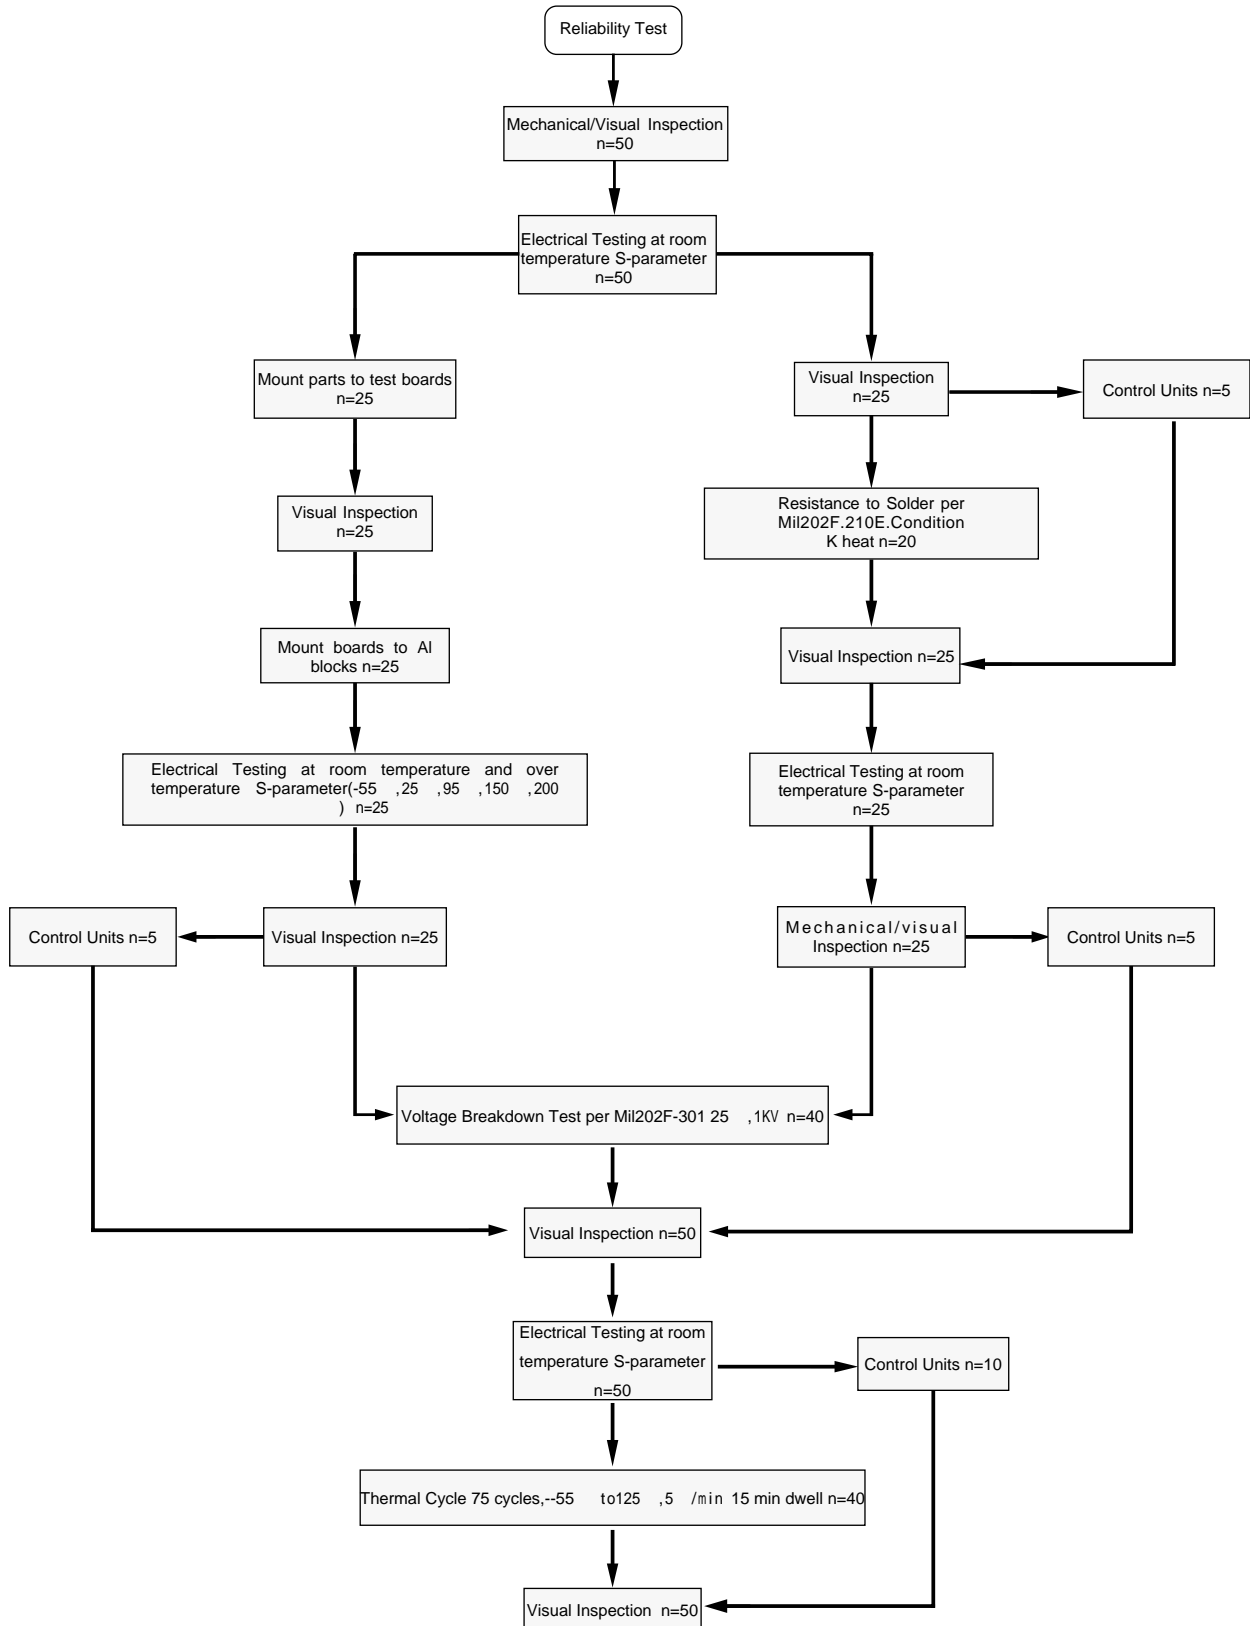 Reliability Test
Mechanical/Visual Inspection
n=50
Electrical Testing at room
temperature S-parameter
n=50
Mount parts to test boards
n=25
Visual Inspection
n=25
Control Units n=5
Visual Inspection
n=25
Resistance to Solder per
Mil202F.210E.Condition
K heat n=20
Mount boards to Al
blocks n=25
Visual Inspection n=25
Electrical Testing at room temperature and over
temperature S-parameter(-55 ,25 ,95 ,150 ,200
) n=25
Electrical Testing at room
temperature S-parameter
n=25
Control Units n=5
Visual Inspection n=25
Mechanical/visual
Inspection n=25
Control Units n=5
Voltage Breakdown Test per Mil202F-301 25 ,1KV n=40
Visual Inspection n=50
Electrical Testing at room
temperature S-parameter
n=50
Control Units n=10
Thermal Cycle 75 cycles,--55 to125 ,5 /min 15 min dwell n=40
Visual Inspection n=50